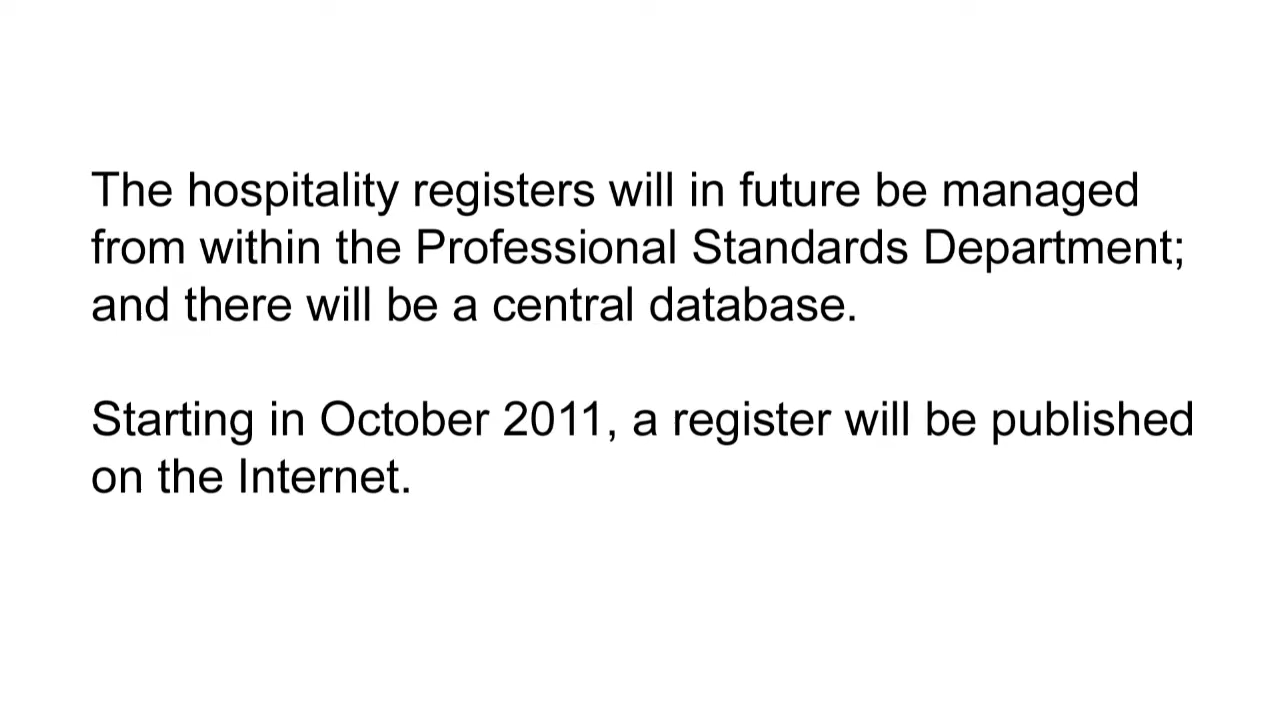 The hospitality registers will in future be managed
from within the Professional Standards Department;
and there will be a central database.
Starting in October 2011, a register will be published
on the Internet.